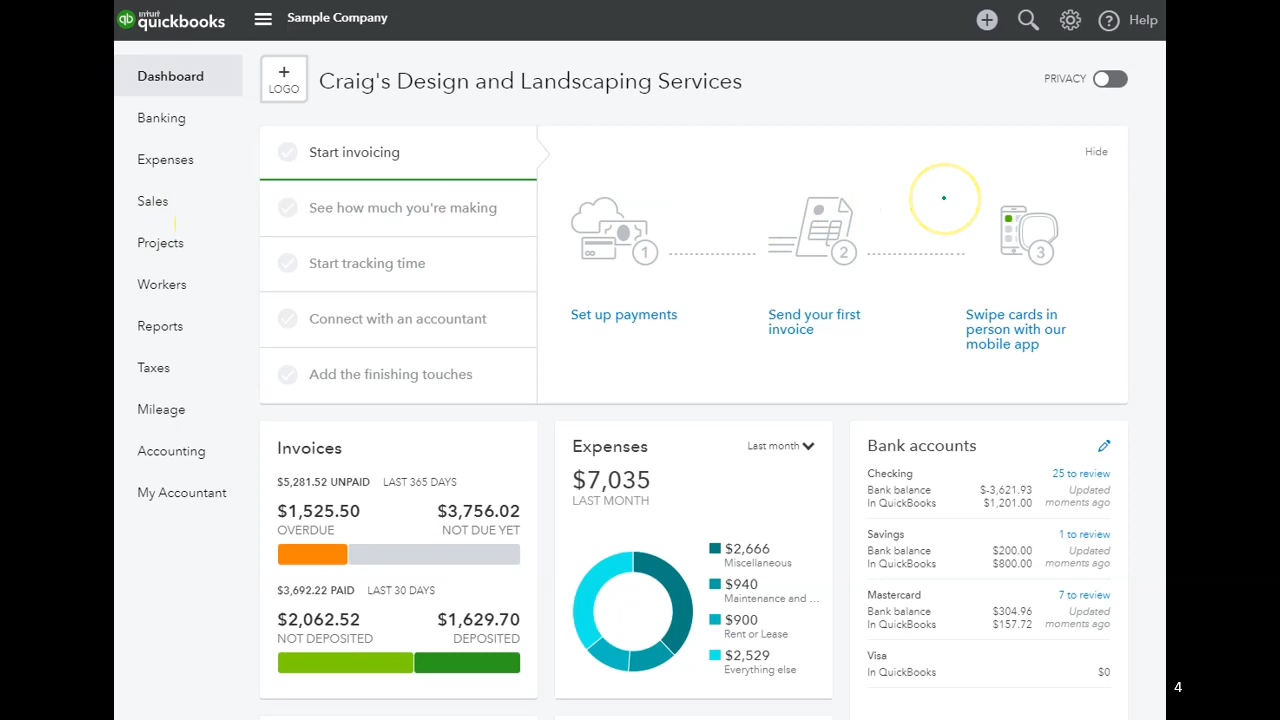 intuit
quickbooks
Sample Company
Help
Dashboard
Banking
Expenses
Sales
Projects
Workers
Reports
Taxes
Mileage
Accounting
My Accountant
+
LOGO
Craig's Design and Landscaping Services
PRIVACY
Start invoicing
See how much you're making
Start tracking time
Connect with an accountant
Add the finishing touches
Hide
1
2
3
Set up payments
Send your first
invoice
Swipe cards in
person with our
mobile app
Invoices
$5,281.52 UNPAID LAST 365 DAYS
$1,525.50 $3,756.02
OVERDUE NOT DUE YET
$3,692.22 PAID LAST 30 DAYS
$2,062.52 $1,629.70
NOT DEPOSITED DEPOSITED
Expenses Last month
$7,035
LAST MONTH
$2,666
Miscellaneous
$940
Maintenance and ...
$900
Rent or Lease
$2,529
Everything else
Bank accounts
Checking 25 to review
Bank balance $-3,621.93 Updated
In QuickBooks $1,201.00 moments ago
Savings 1 to review
Bank balance $200.00 Updated
In QuickBooks $800.00 moments ago
Mastercard 7 to review
Bank balance $304.96 Updated
In QuickBooks $157.72 moments ago
Visa
In QuickBooks $0
4